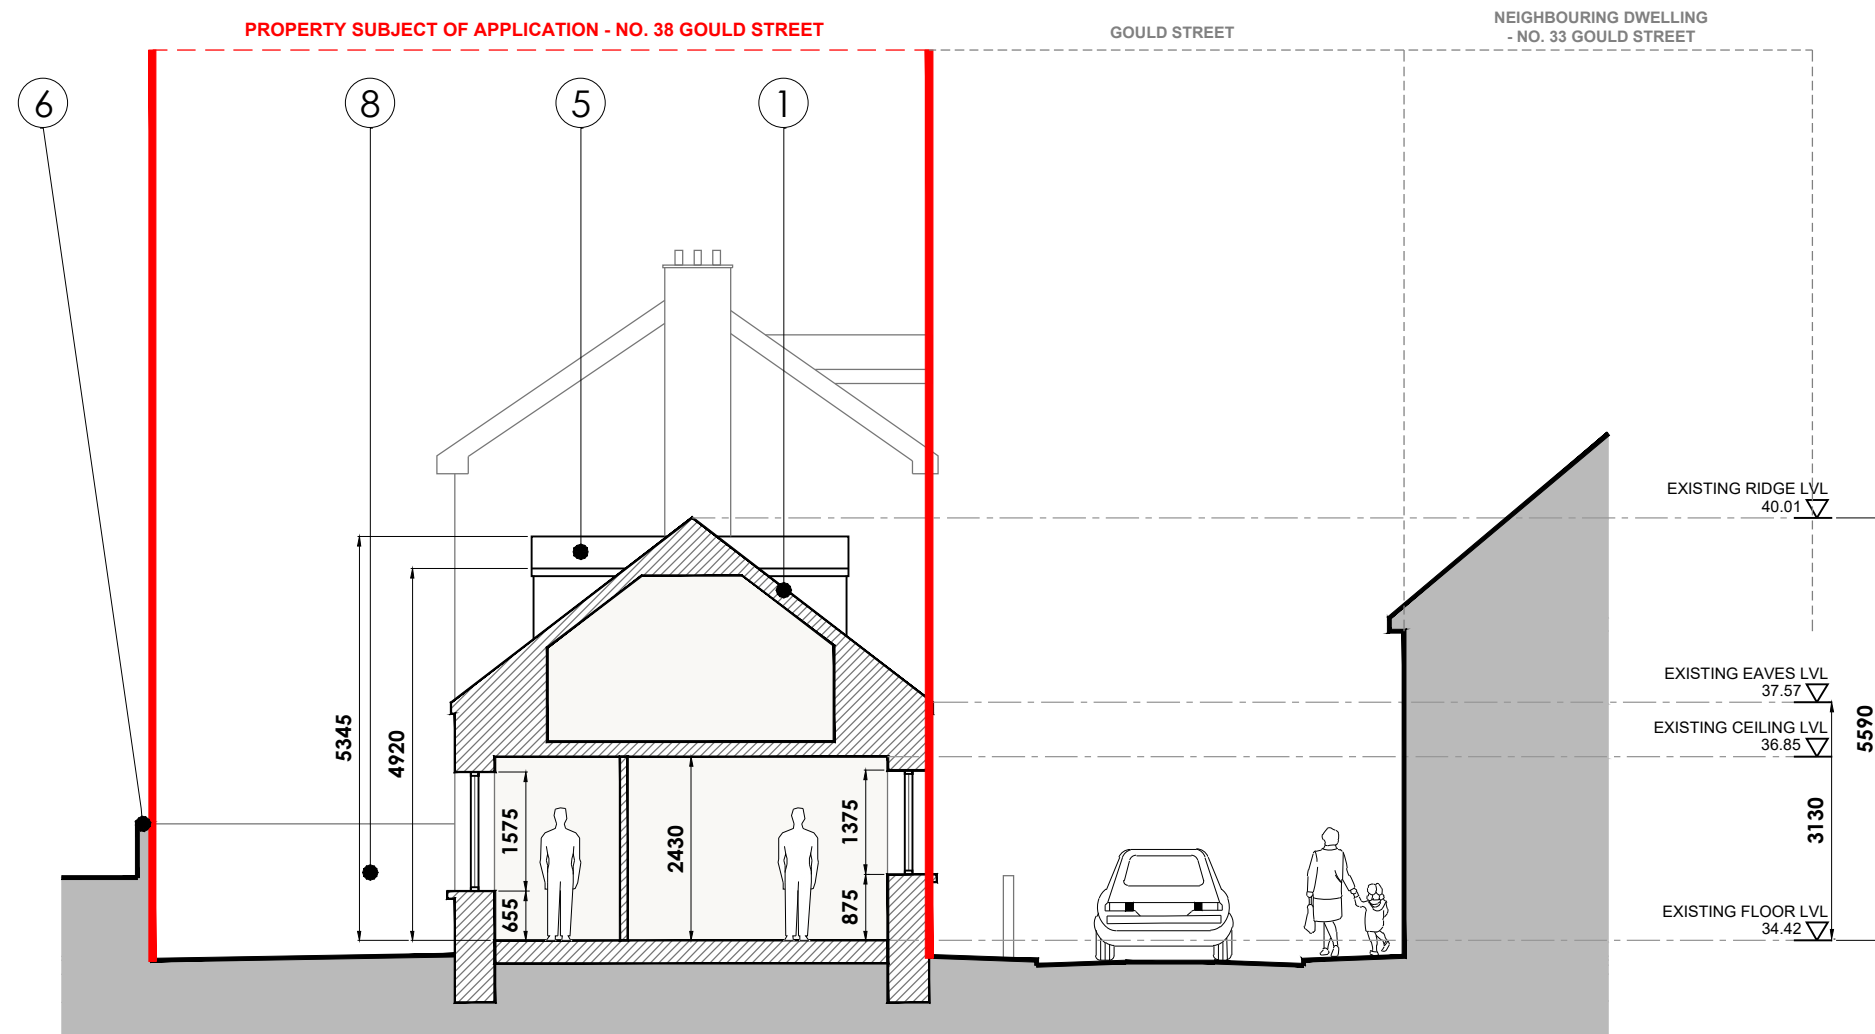 PROPERTY SUBJECT OF APPLICATION - NO. 38 GOULD STREET
GOULD STREET
NEIGHBOURING DWELLING
- NO. 33 GOULD STREET
6
8
5
1
EXISTING RIDGE LVL
40.01
EXISTING EAVES LVL
37.57
EXISTING CEILING LVL
36.85
EXISTING FLOOR LVL
34.42
5345
4920
1575
655
2430
1375
875
5590
3130